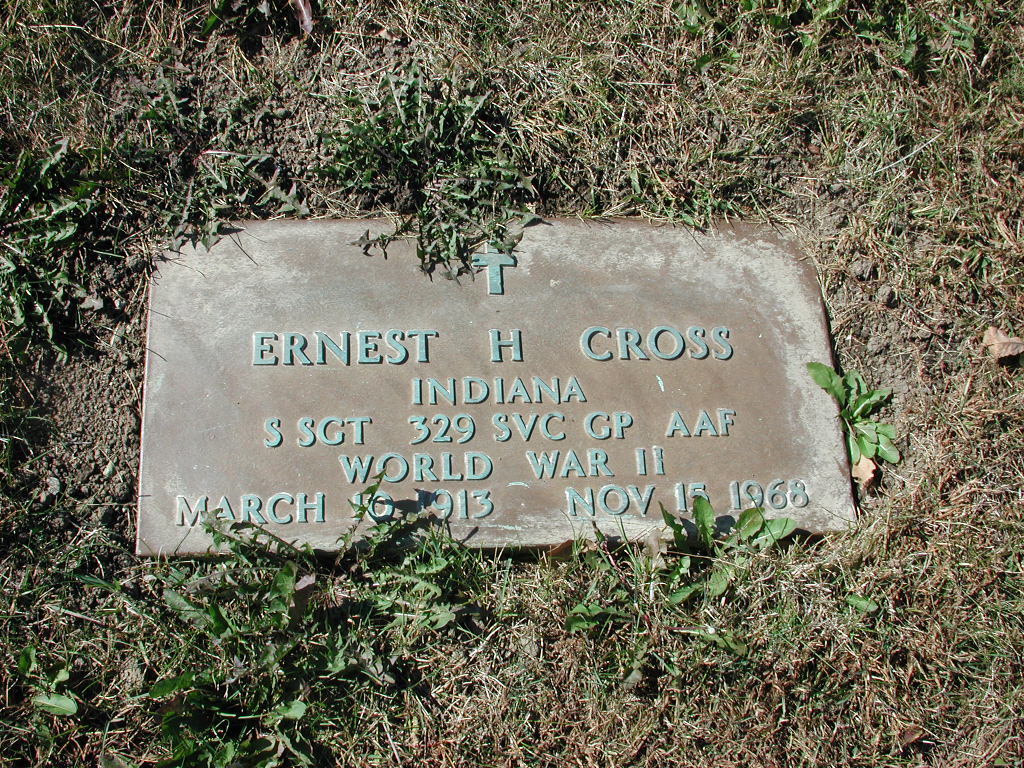 ERNEST H CROSS
INDIANA
S SGT 329 SVC GP AAF
WORLD WAR II
MARCH 10 1913 NOV 15 1968